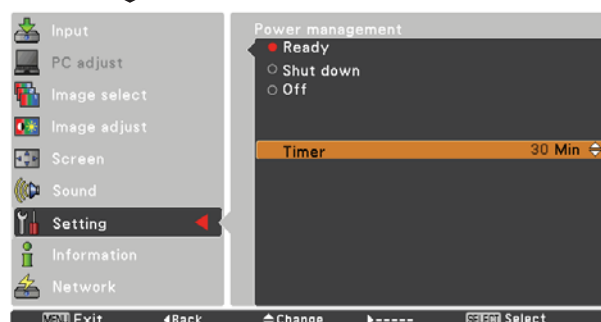 Input
PC adjust
Image select
Image adjust
Screen
Sound
Setting
Information
Network
Power management
Ready
Shut down
Off
Timer 30 Min
MENU Exit Back Change ----- SELECT Select